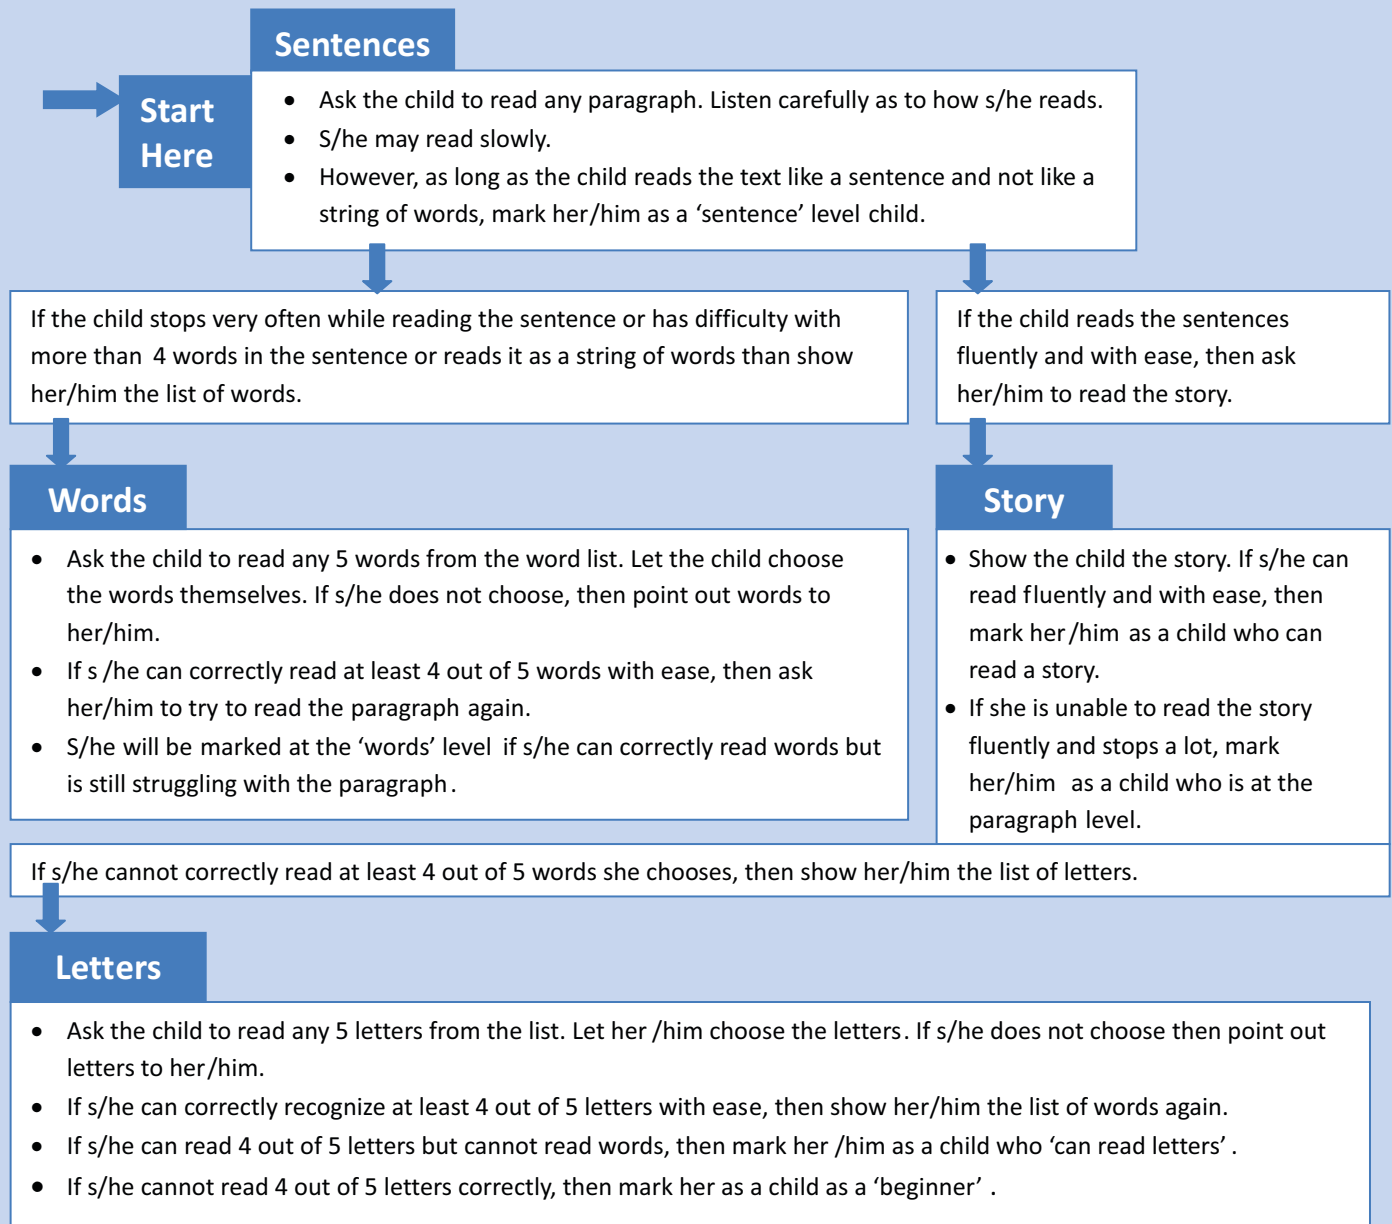 Sentences
Start
Here
• Ask the child to read any paragraph. Listen carefully as to how s/he reads.
• S/he may read slowly.
• However, as long as the child reads the text like a sentence and not like a
string of words, mark her/him as a ‘sentence’ level child.
If the child stops very often while reading the sentence or has difficulty with
more than 4 words in the sentence or reads it as a string of words than show
her/him the list of words.
If the child reads the sentences
fluently and with ease, then ask
her/him to read the story.
Words
• Ask the child to read any 5 words from the word list. Let the child choose
the words themselves. If s/he does not choose, then point out words to
her/him.
• If s /he can correctly read at least 4 out of 5 words with ease, then ask
her/him to try to read the paragraph again.
• S/he will be marked at the ‘words’ level if s/he can correctly read words but
is still struggling with the paragraph.
Story
• Show the child the story. If s/he can
read fluently and with ease, then
mark her/him as a child who can
read a story.
• If she is unable to read the story
fluently and stops a lot, mark
her/him as a child who is at the
paragraph level.
If s/he cannot correctly read at least 4 out of 5 words she chooses, then show her/him the list of letters.
Letters
• Ask the child to read any 5 letters from the list. Let her /him choose the letters. If s/he does not choose then point out
letters to her/him.
• If s/he can correctly recognize at least 4 out of 5 letters with ease, then show her/him the list of words again.
• If s/he can read 4 out of 5 letters but cannot read words, then mark her /him as a child who ‘can read letters’ .
• If s/he cannot read 4 out of 5 letters correctly, then mark her as a child as a ‘beginner’ .